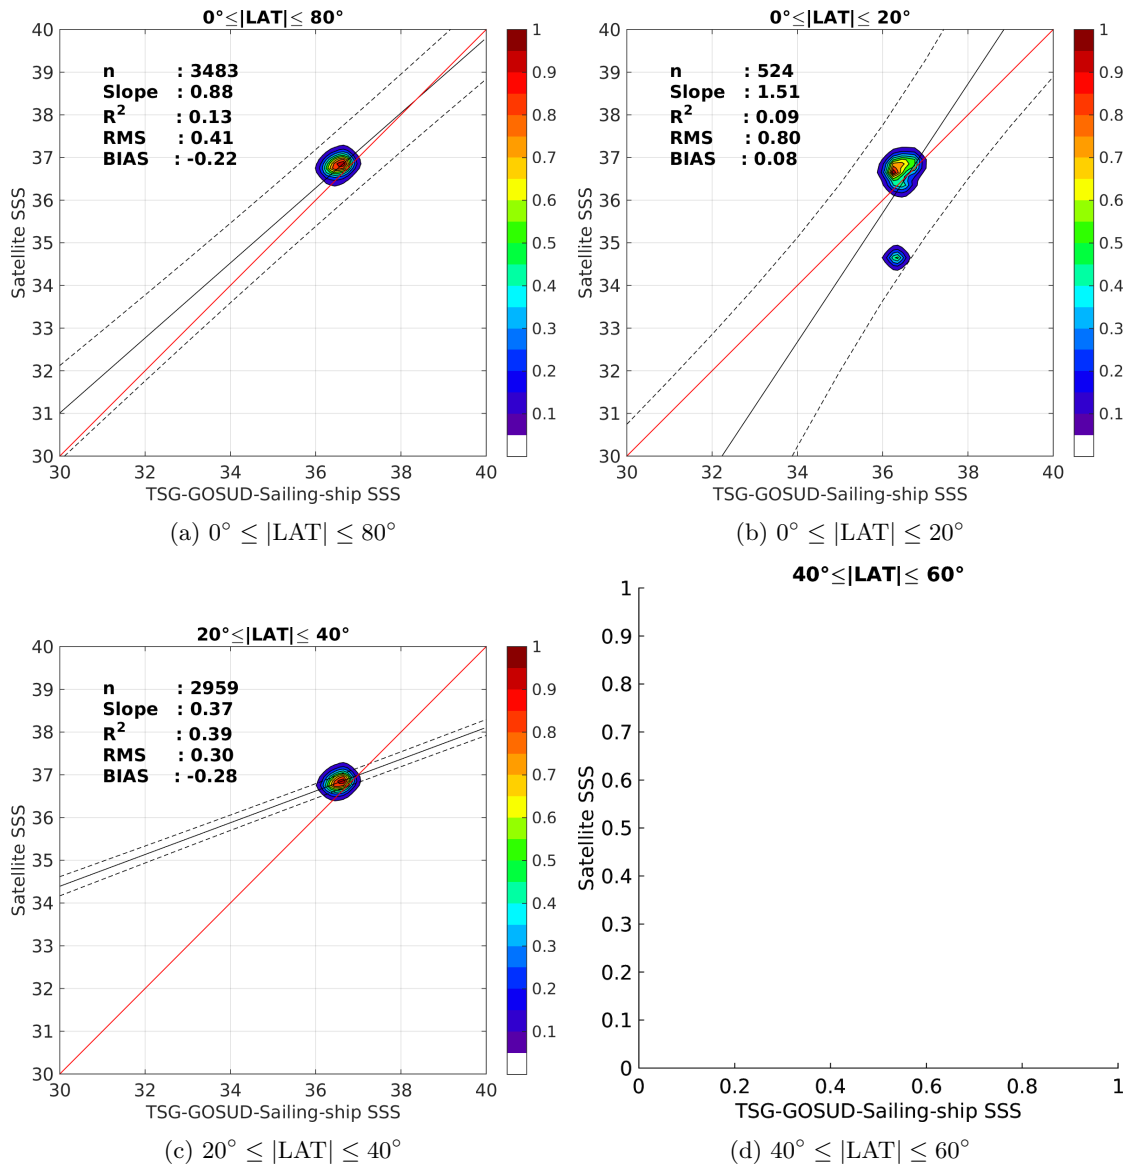 0°≤|LAT|≤ 80°
n : 3483
Slope : 0.88
R² : 0.13
RMS : 0.41
BIAS : -0.22
40
39
38
37
36
35
34
33
32
31
30
30 32 34 36 38 40
Satellite SSS
TSG-GOSUD-Sailing-ship SSS
1
0.9
0.8
0.7
0.6
0.5
0.4
0.3
0.2
0.1
(a) 0° ≤ |LAT| ≤ 80°
0°≤|LAT|≤ 20°
n : 524
Slope : 1.51
R² : 0.09
RMS : 0.80
BIAS : 0.08
40
39
38
37
36
35
34
33
32
31
30
30 32 34 36 38 40
Satellite SSS
TSG-GOSUD-Sailing-ship SSS
1
0.9
0.8
0.7
0.6
0.5
0.4
0.3
0.2
0.1
(b) 0° ≤ |LAT| ≤ 20°
20°≤|LAT|≤ 40°
n : 2959
Slope : 0.37
R² : 0.39
RMS : 0.30
BIAS : -0.28
40
39
38
37
36
35
34
33
32
31
30
30 32 34 36 38 40
Satellite SSS
TSG-GOSUD-Sailing-ship SSS
1
0.9
0.8
0.7
0.6
0.5
0.4
0.3
0.2
0.1
(c) 20° ≤ |LAT| ≤ 40°
40°≤|LAT|≤ 60°
1
0.9
0.8
0.7
0.6
0.5
0.4
0.3
0.2
0.1
0
0 0.2 0.4 0.6 0.8 1
Satellite SSS
TSG-GOSUD-Sailing-ship SSS
(d) 40° ≤ |LAT| ≤ 60°